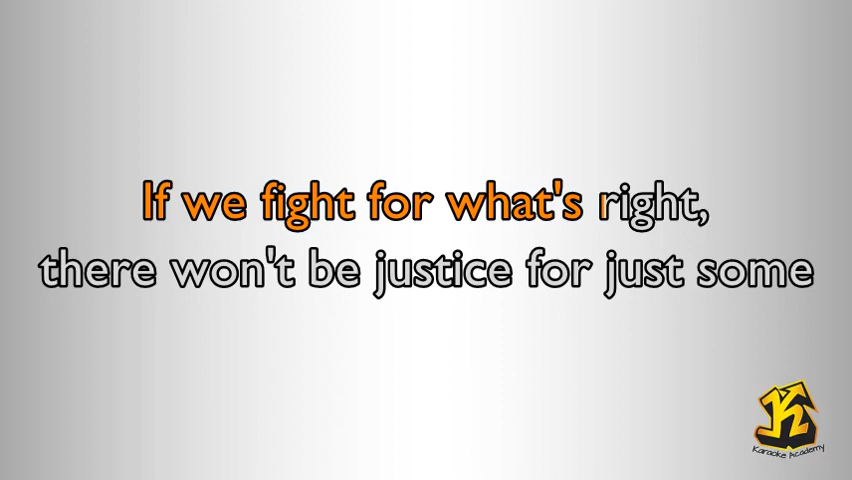 If we fight for what's right,
there won't be justice for just some
K
Karaoke Academy